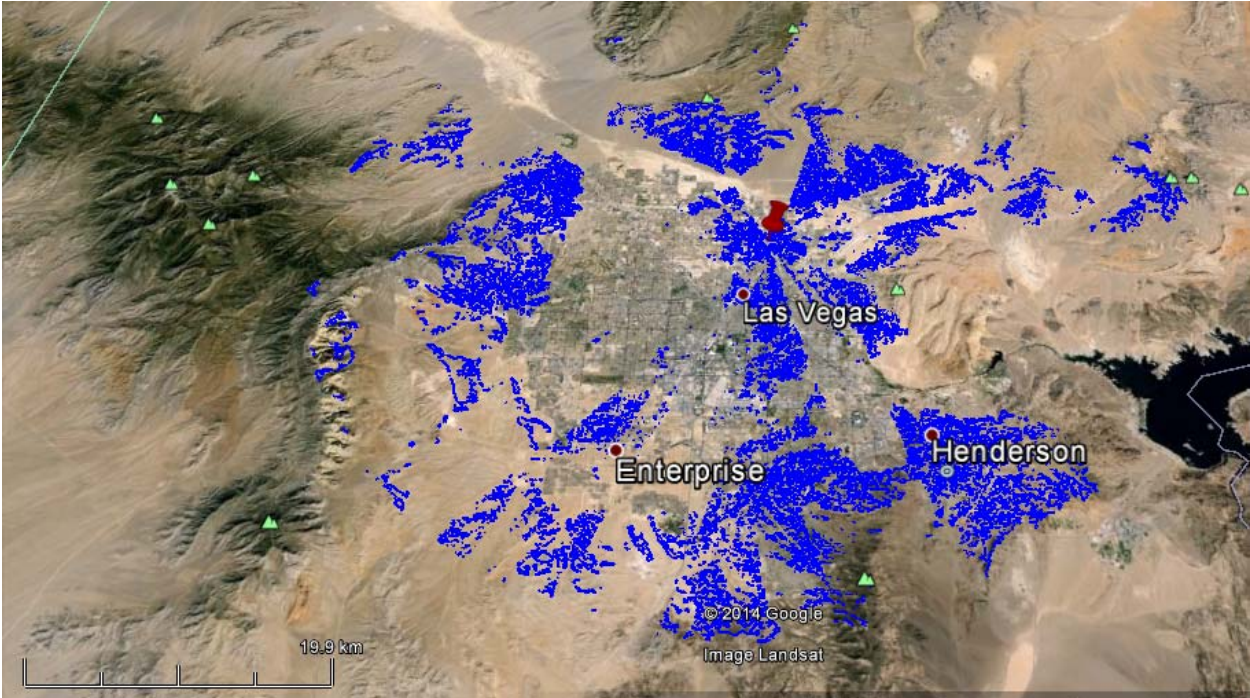 Las Vegas
Henderson
Enterprise
© 2014 Google
19.9 km
Image Landsat